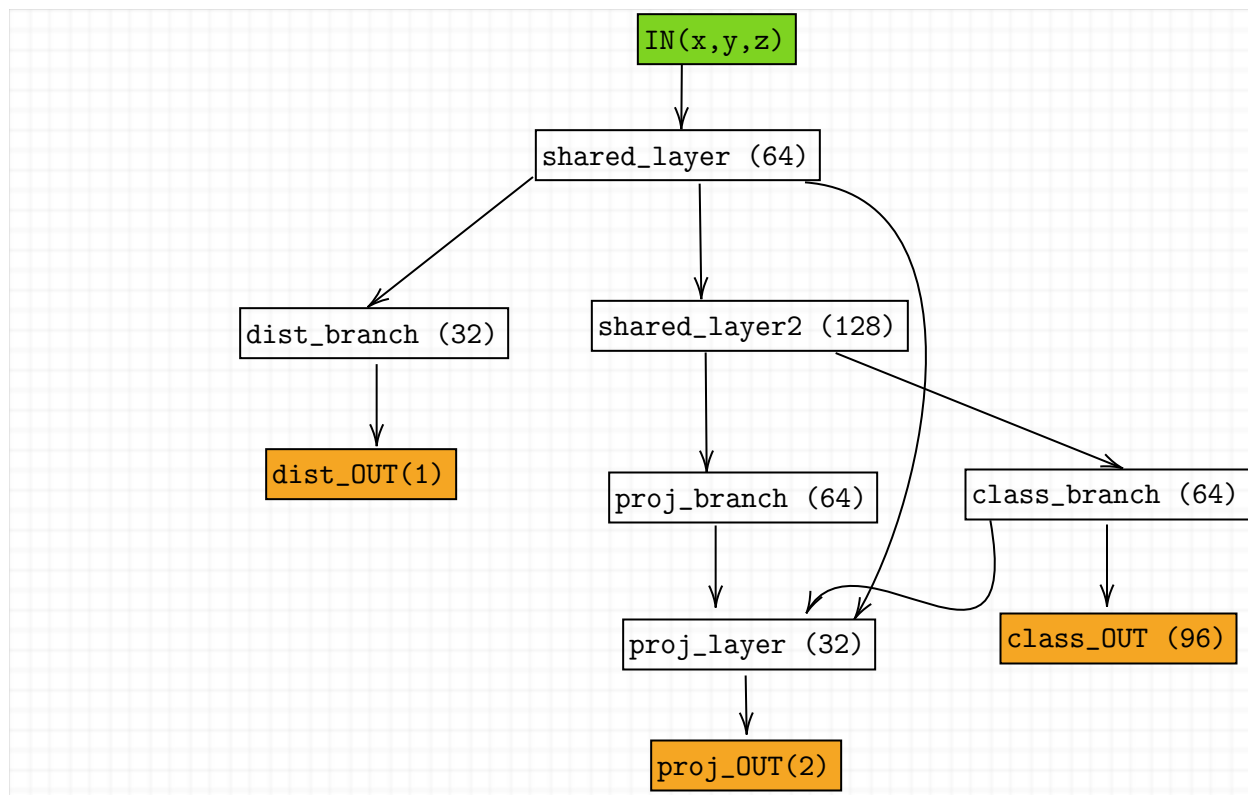 IN(x,y,z)
shared_layer (64)
dist_branch (32)
shared_layer2 (128)
dist_OUT(1)
proj_branch (64)
class_branch (64)
proj_layer (32)
class_OUT (96)
proj_OUT(2)